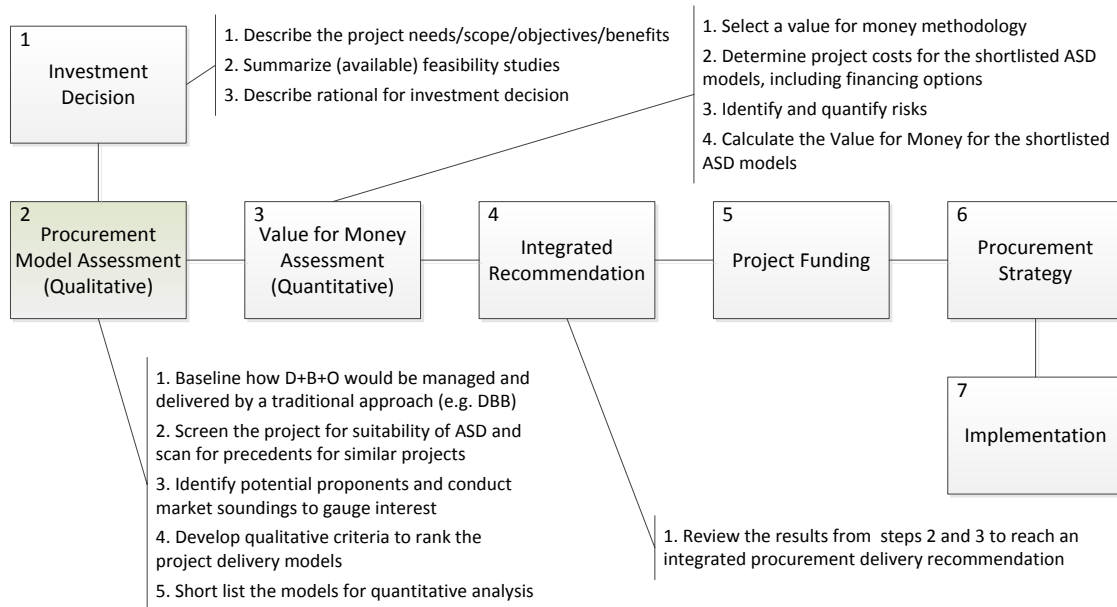 1
Investment
Decision
1. Describe the project needs/scope/objectives/benefits
2. Summarize (available) feasibility studies
3. Describe rational for investment decision
1. Select a value for money methodology
2. Determine project costs for the shortlisted ASD
models, including financing options
3. Identify and quantify risks
4. Calculate the Value for Money for the shortlisted
ASD models
2
Procurement
Model Assessment
(Qualitative)
3
Value for Money
Assessment
(Quantitative)
4
Integrated
Recommendation
5
Project Funding
6
Procurement
Strategy
1. Baseline how D+B+O would be managed and
delivered by a traditional approach (e.g. DBB)
2. Screen the project for suitability of ASD and
scan for precedents for similar projects
3. Identify potential proponents and conduct
market soundings to gauge interest
4. Develop qualitative criteria to rank the
project delivery models
5. Short list the models for quantitative analysis
7
Implementation
1. Review the results from steps 2 and 3 to reach an
integrated procurement delivery recommendation